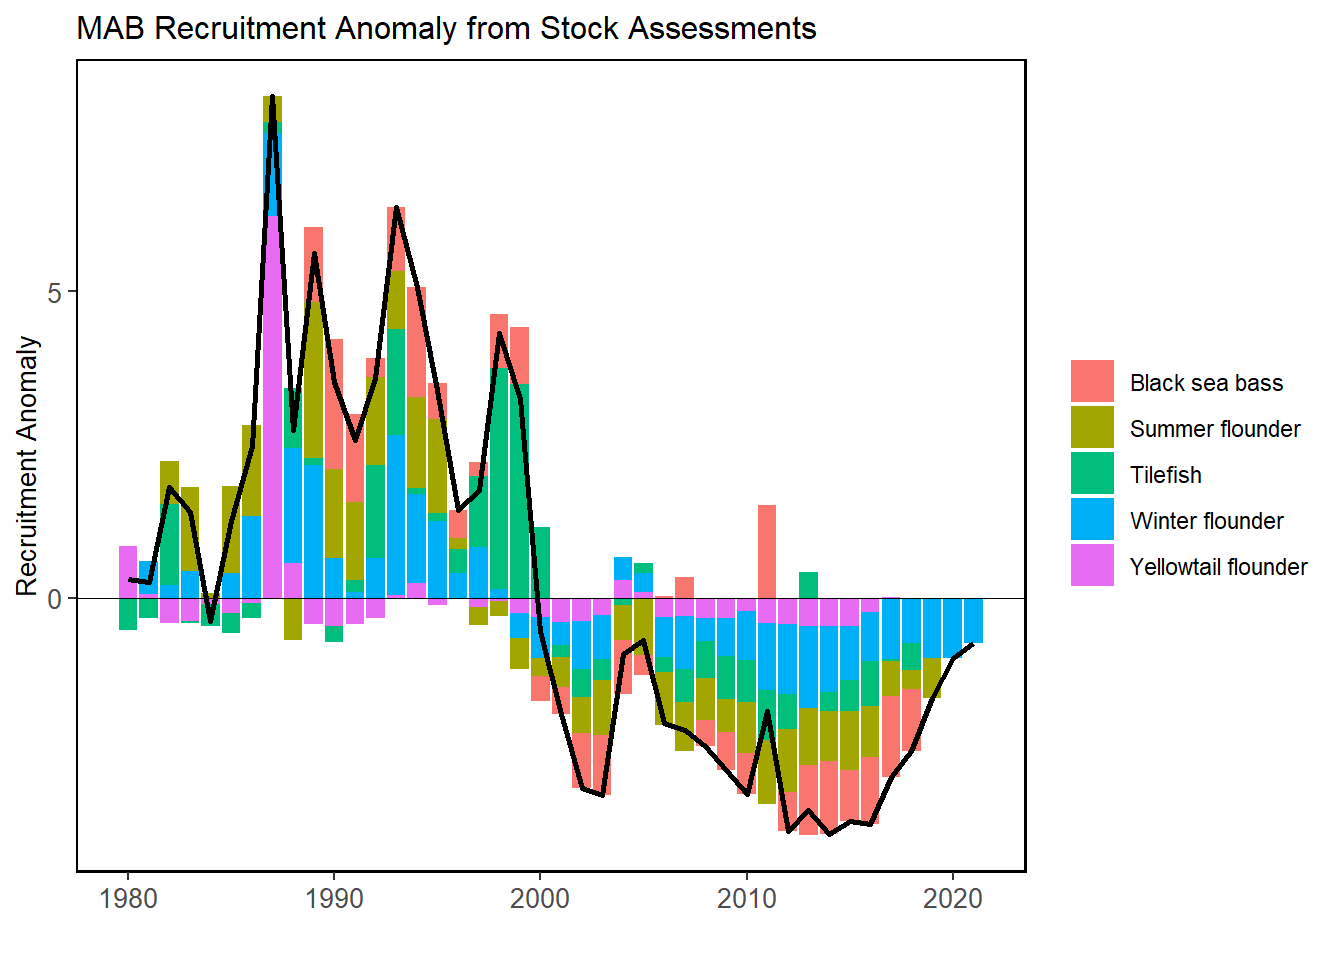 MAB Recruitment Anomaly from Stock Assessments
Recruitment Anomaly
5
0
1980
1990
2000
2010
2020
Black sea bass
Summer flounder
Tilefish
Winter flounder
Yellowtail flounder